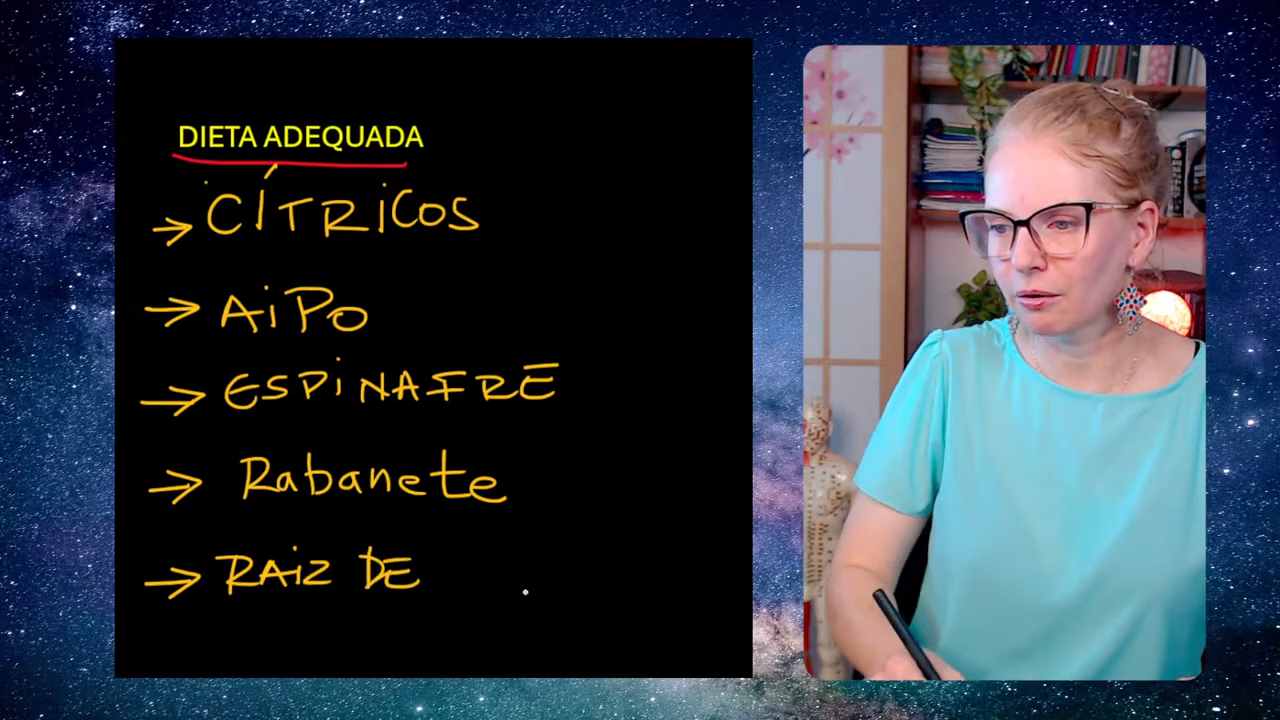 DIETA ADEQUADA
→ CÍTRiCOS
→ AiPo
→ ESPiNAFRE
→ Rabanete
→ RAiZ DE